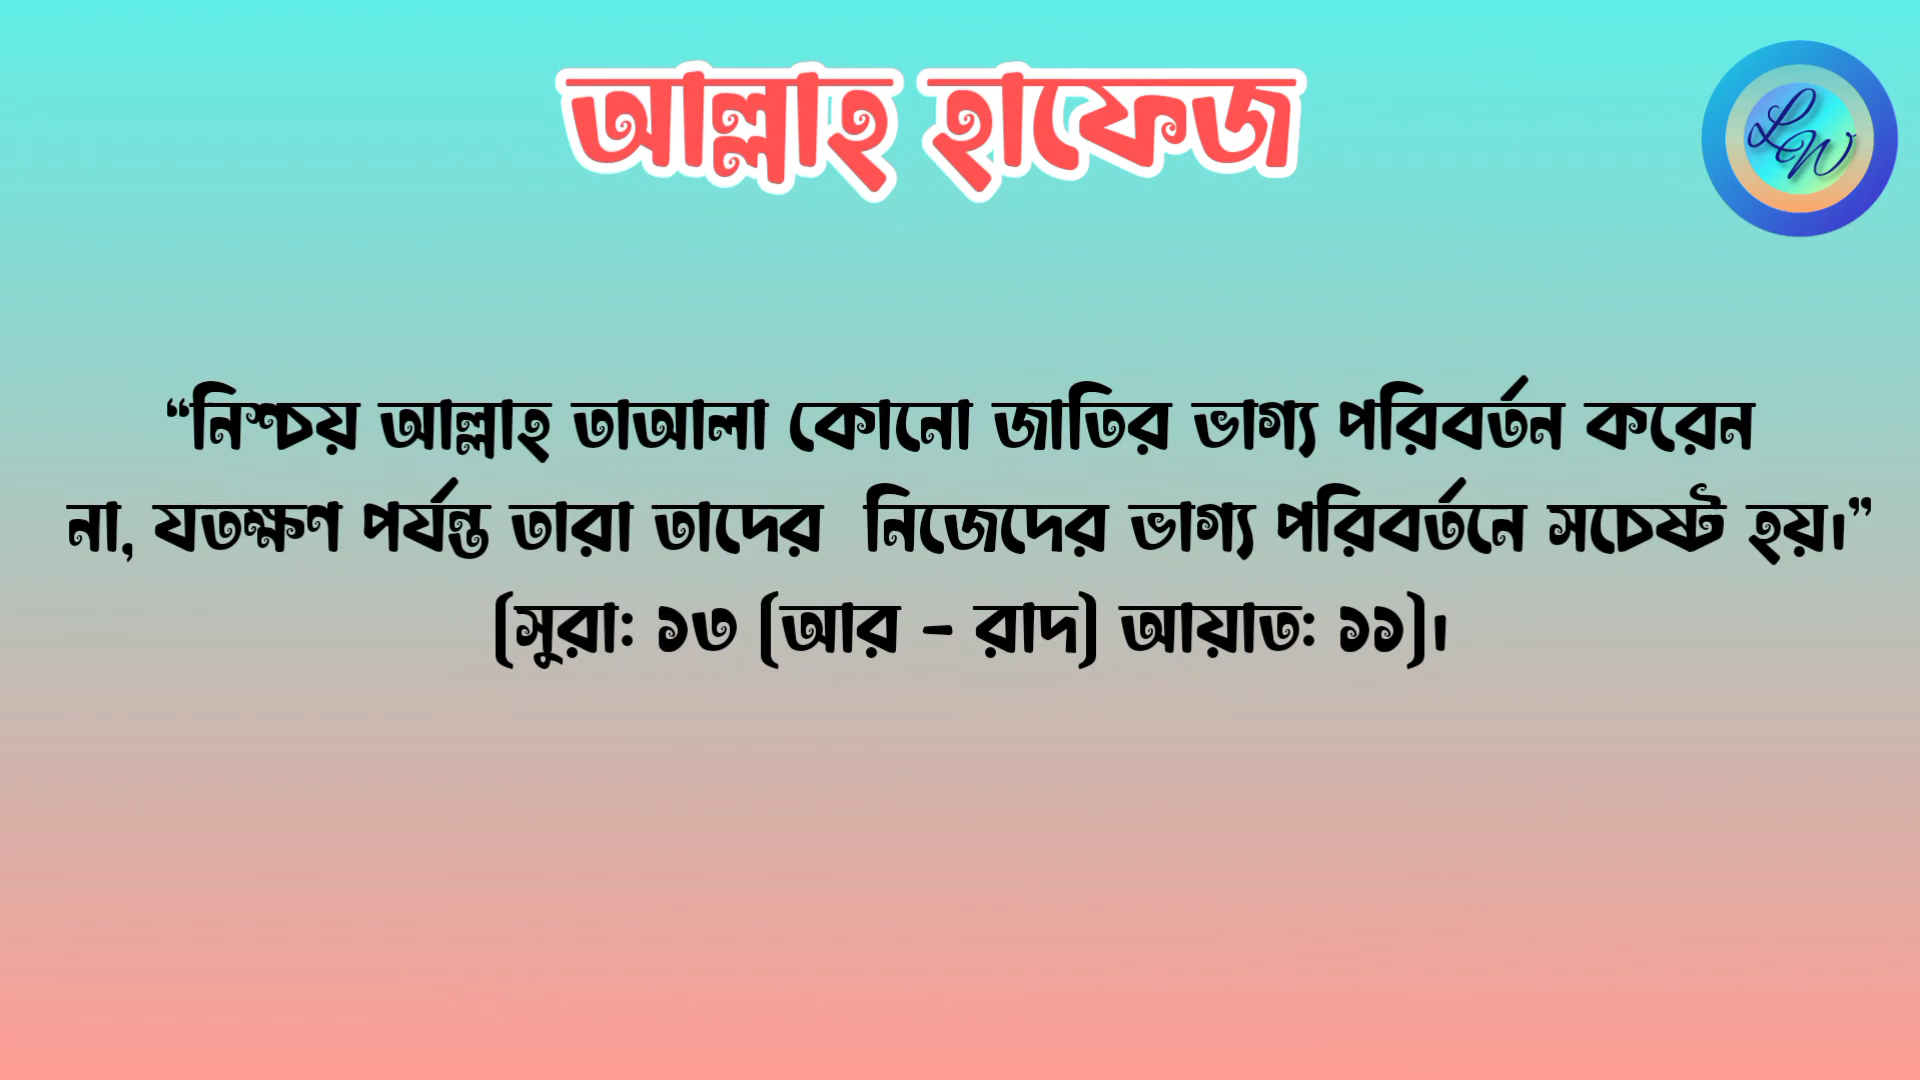 আল্লাহ হাফেজ
LW
“নিশ্চয় আল্লাহ তাআলা কোনো জাতির ভাগ্য পরিবর্তন করেন
না, যতক্ষণ পর্যন্ত তারা তাদের  নিজেদের ভাগ্য পরিবর্তনে সচেষ্ট হয়।”
(সুরা: ১৩ (আর – রাদ) আয়াত: ১১)।